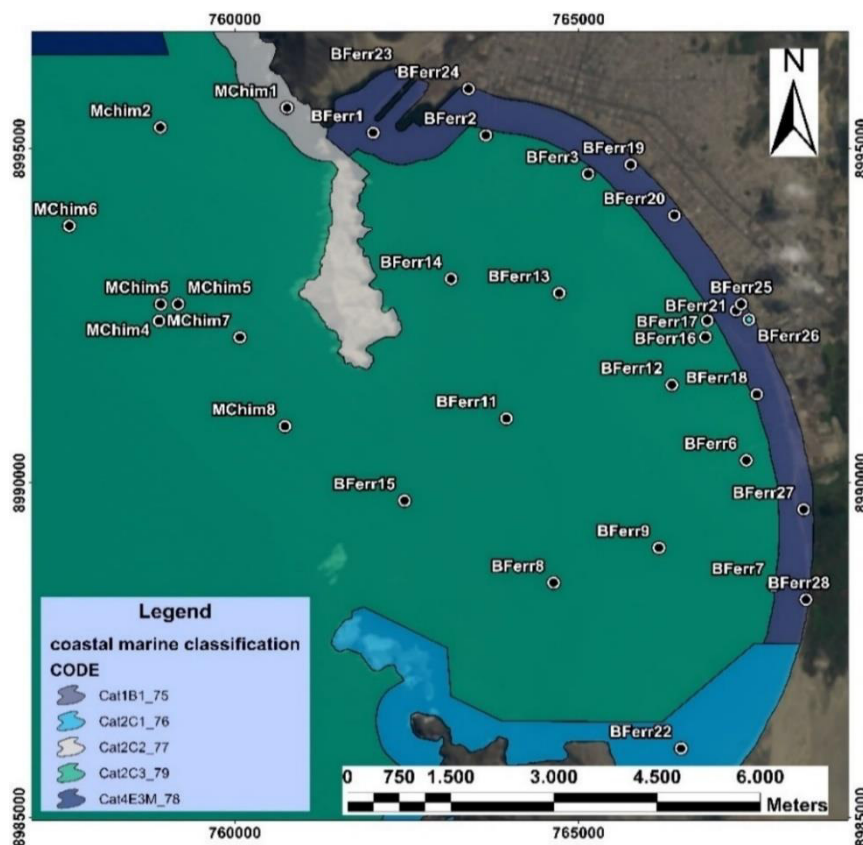 760000 765000
N
BFerr23
BFerr24
MChim1
Mchim2
BFerr1
BFerr2
8995000
8995000
BFerr3
BFerr19
BFerr20
MChim6
BFerr14
BFerr13
MChim5
MChim5
BFerr25
BFerr21
BFerr17
MChim4
MChim7
BFerr26
BFerr16
BFerr12
BFerr18
MChim8
BFerr11
BFerr6
8990000
8990000
BFerr15
BFerr27
BFerr9
BFerr8
BFerr7
BFerr28
Legend
coastal marine classification
CODE
Cat1B1_75
Cat2C1_76
Cat2C2_77
Cat2C3_79
Cat4E3M_78
BFerr22
0 750 1.500 3.000 4.500 6.000
Meters
8985000
8985000
760000 765000